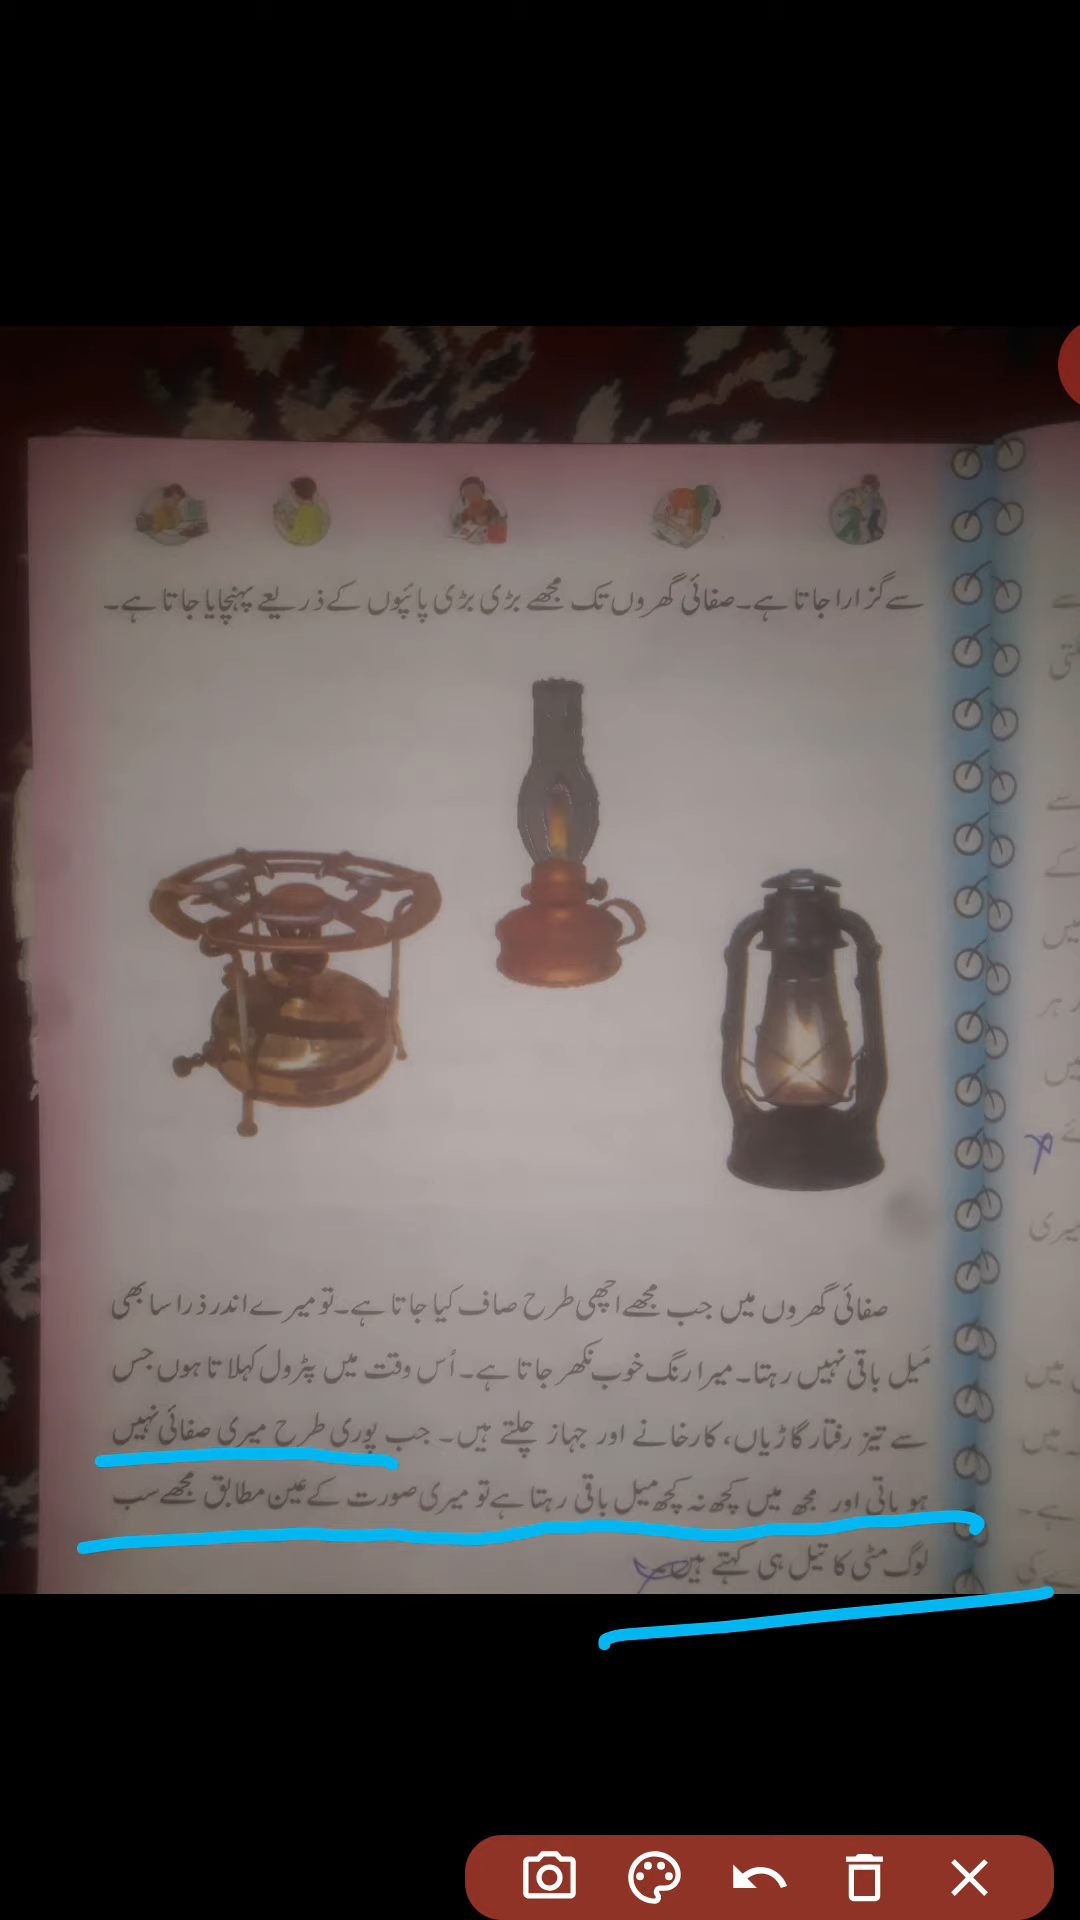 سے گزارا جاتا ہے۔ صفائی گھروں تک مجھے بڑی بڑی پائپوں کے ذریعے پہنچایا جاتا ہے۔
صفائی گھروں میں جب مجھے اچھی طرح صاف کیا جاتا ہے۔ تو میرے اندر ذرا سا بھی
مَیل باقی نہیں رہتا۔ میرا رنگ خوب نکھر جاتا ہے۔ اُس وقت میں پٹرول کہلاتا ہوں جس
سے تیز رفتار گاڑیاں، کارخانے اور جہاز چلتے ہیں۔ جب پوری طرح میری صفائی نہیں
ہو پاتی اور مجھ میں کچھ نہ کچھ میل باقی رہتا ہے تو میری صورت کے عین مطابق مجھے سب
لوگ مٹی کا تیل ہی کہتے ہیں۔